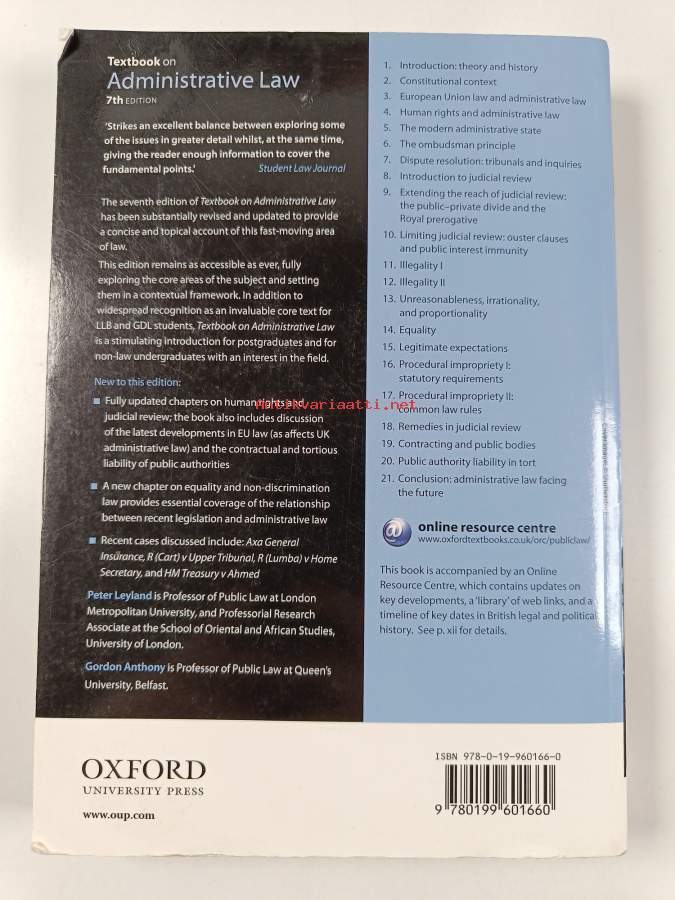 Textbook on
Administrative Law
7th EDITION
'Strikes an excellent balance between exploring some
of the issues in greater detail whilst, at the same time,
giving the reader enough information to cover the
fundamental points.' Student Law Journal
The seventh edition of Textbook on Administrative Law
has been substantially revised and updated to provide
a concise and topical account of this fast-moving area
of law.
This edition remains as accessible as ever, fully
exploring the core areas of the subject and setting
them in a contextual framework. In addition to
widespread recognition as an invaluable core text for
LLB and GDL students, Textbook on Administrative Law
is a stimulating introduction for postgraduates and for
non-law undergraduates with an interest in the field.
New to this edition:
Fully updated chapters on human rights and
judicial review; the book also includes discussion
of the latest developments in EU law (as affects UK
administrative law) and the contractual and tortious
liability of public authorities
A new chapter on equality and non-discrimination
law provides essential coverage of the relationship
between recent legislation and administrative law
Recent cases discussed include: Axa General
Insurance, R (Cart) v Upper Tribunal, R (Lumba) v Home
Secretary, and HM Treasury v Ahmed
Peter Leyland is Professor of Public Law at London
Metropolitan University, and Professorial Research
Associate at the School of Oriental and African Studies,
University of London.
Gordon Anthony is Professor of Public Law at Queen's
University, Belfast.
1. Introduction: theory and history
2. Constitutional context
3. European Union law and administrative law
4. Human rights and administrative law
5. The modern administrative state
6. The ombudsman principle
7. Dispute resolution: tribunals and inquiries
8. Introduction to judicial review
9. Extending the reach of judicial review:
the public–private divide and the
Royal prerogative
10. Limiting judicial review: ouster clauses
and public interest immunity
11. Illegality I
12. Illegality II
13. Unreasonableness, irrationality,
and proportionality
14. Equality
15. Legitimate expectations
16. Procedural impropriety I:
statutory requirements
17. Procedural impropriety II:
common law rules
18. Remedies in judicial review
19. Contracting and public bodies
20. Public authority liability in tort
21. Conclusion: administrative law facing
the future
@ online resource centre
www.oxfordtextbooks.co.uk/orc/publiclaw/
This book is accompanied by an Online
Resource Centre, which contains updates on
key developments, a 'library' of web links, and a
timeline of key dates in British legal and political
history. See p. xii for details.
Antikvariaatti.net
OXFORD
UNIVERSITY PRESS
www.oup.com
ISBN 978-0-19-960166-0
9 780199 601660